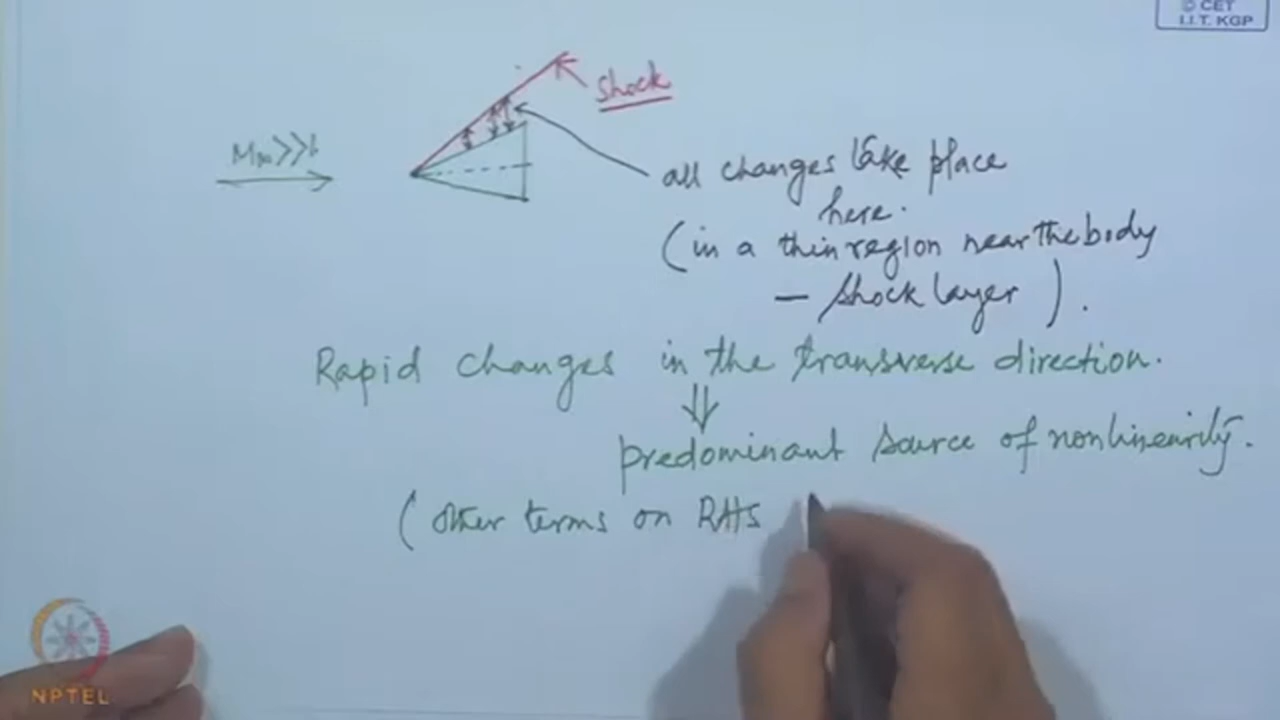 © CET
I.I.T. KGP
M∞>>1
Shock
all changes take place
here.
(in a thin region near the body
– Shock layer).
Rapid changes in the transverse direction.
⇓
predominant source of nonlinearity.
(other terms on RHS
NPTEL